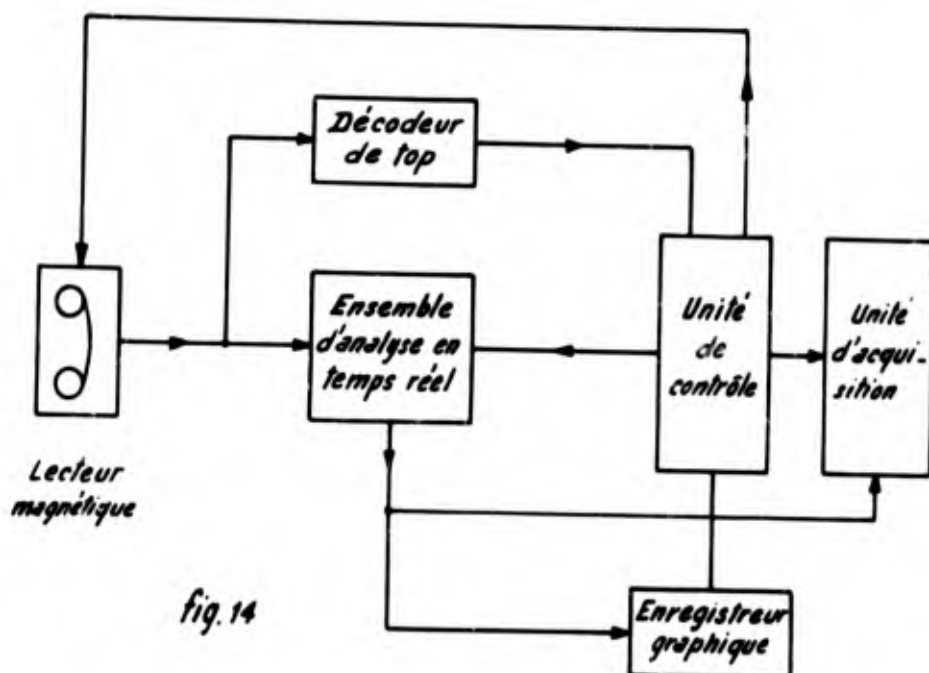 Décodeur
de top
Ensemble
d'analyse en
temps réel
Unité
de
contrôle
Unité
d'acqui-
sition
Lecteur
magnétique
fig. 14
Enregistreur
graphique